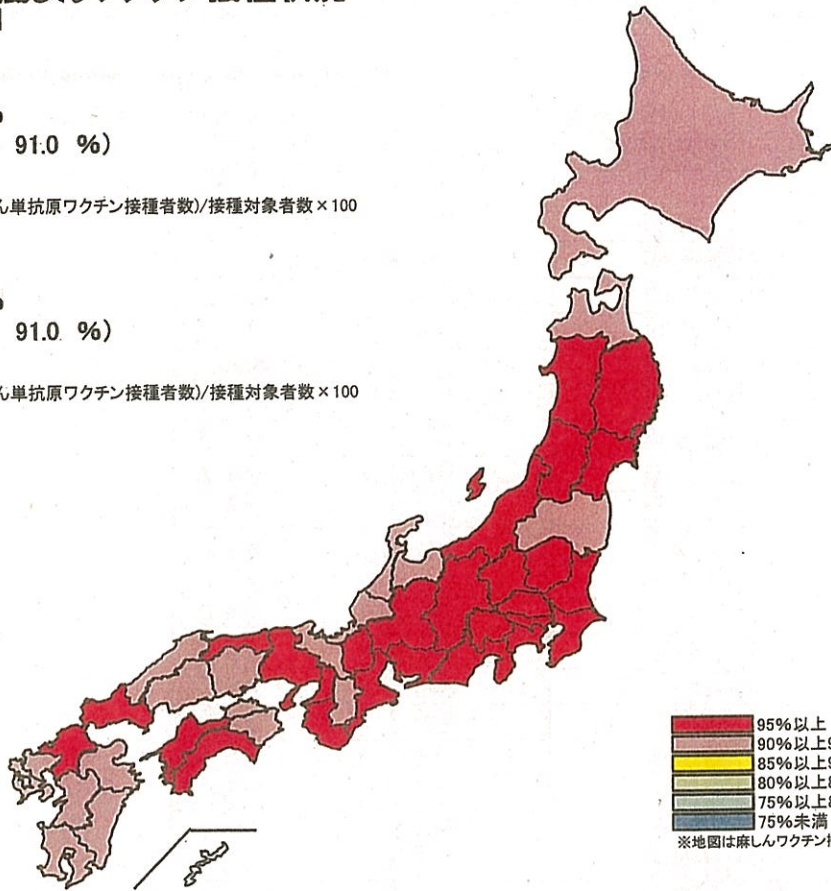 91.0 %)
ん単抗原ワクチン接種者数)/接種対象者数×100
91.0 %)
ん単抗原ワクチン接種者数)/接種対象者数×100
95%以上
90%以上9
85%以上9
80%以上8
75%以上8
75%未満
※地図は麻しんワクチン接